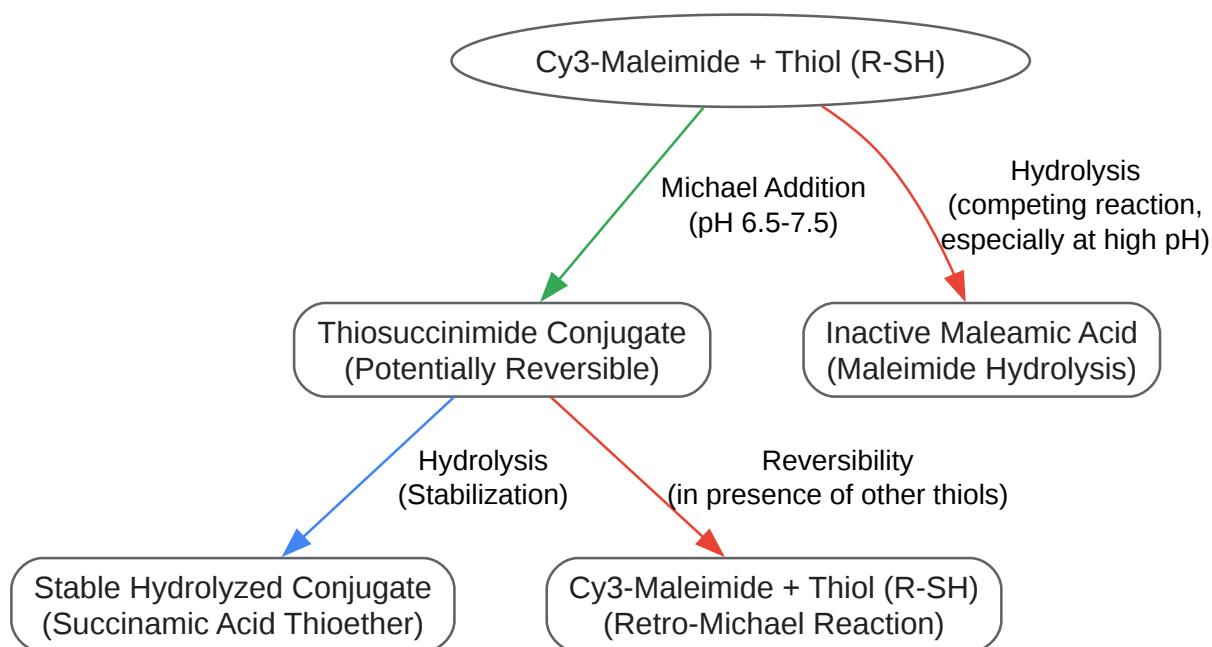 Cy3-Maleimide + Thiol (R-SH)
Michael Addition
(pH 6.5-7.5)
Hydrolysis
(competing reaction,
especially at high pH)
Thiosuccinimide Conjugate
(Potentially Reversible)
Inactive Maleamic Acid
(Maleimide Hydrolysis)
Hydrolysis
(Stabilization)
Reversibility
(in presence of other thiols)
Stable Hydrolyzed Conjugate
(Succinamic Acid Thioether)
Cy3-Maleimide + Thiol (R-SH)
(Retro-Michael Reaction)